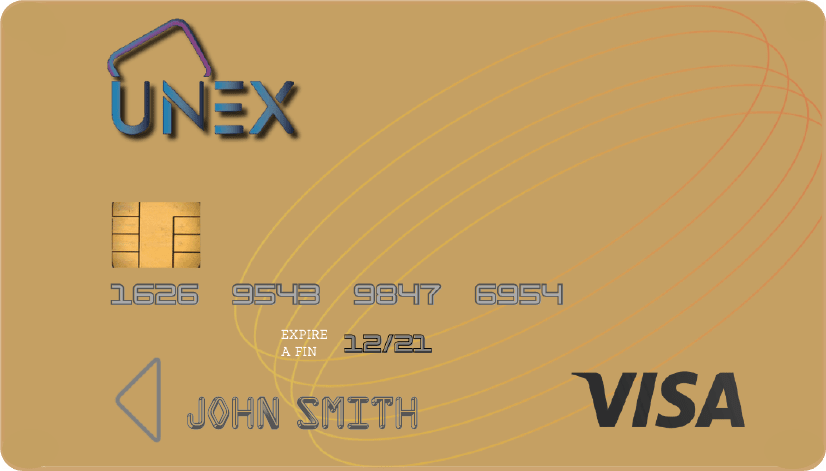 UNEX
1626 9543 9847 6954
EXPIRE
A FIN 12/21
JOHN SMITH
VISA